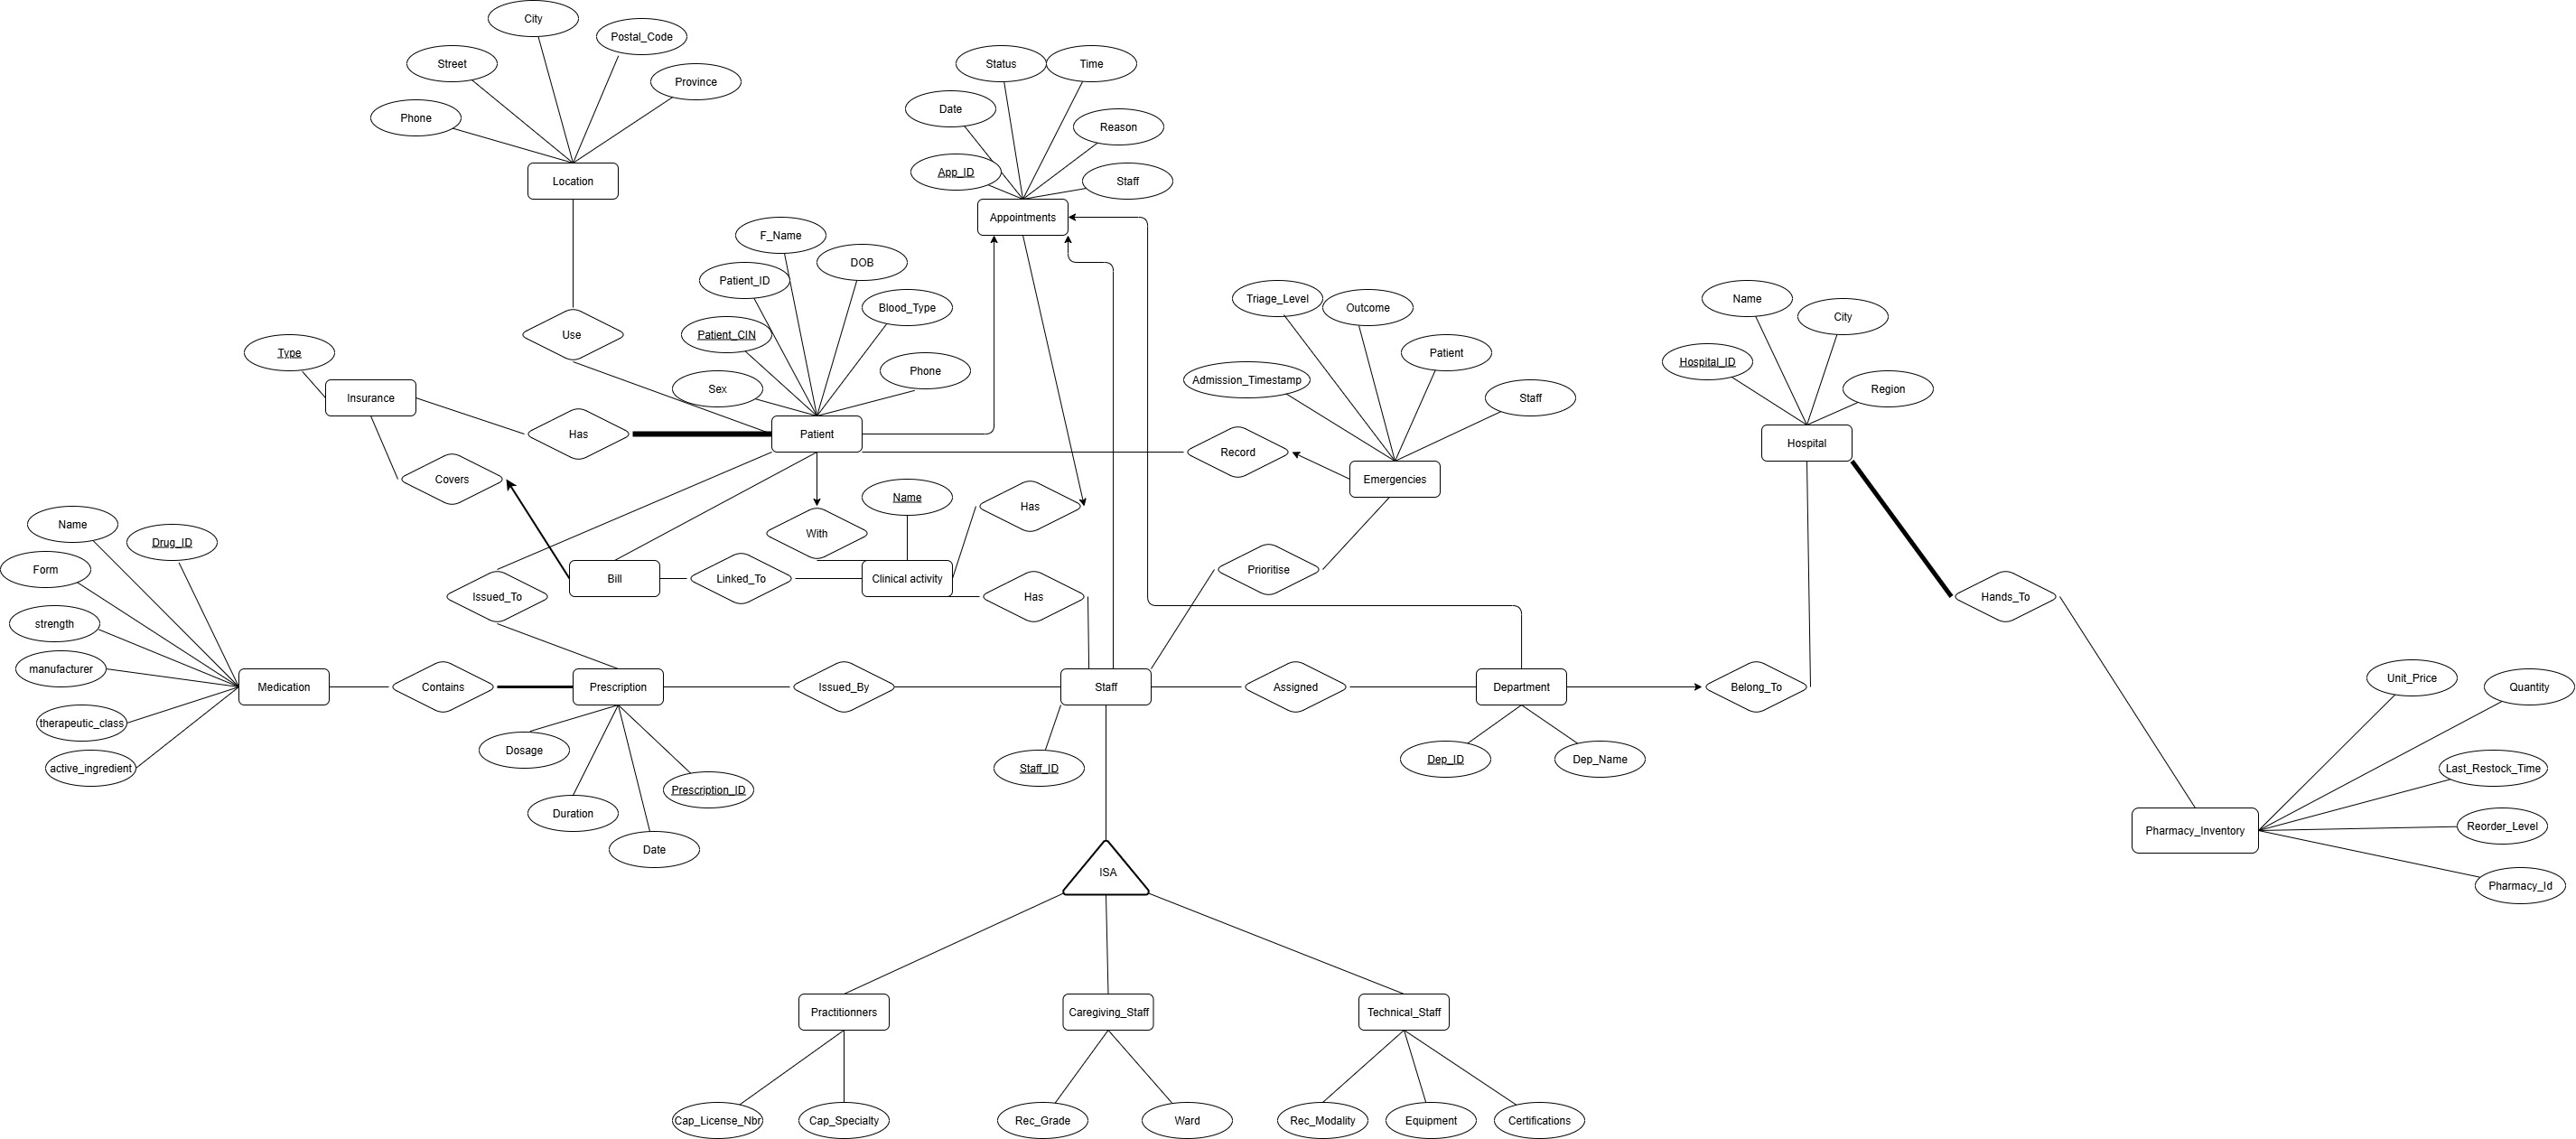 City
Postal_Code
Street
Province
Phone
Location
Status
Time
Date
Reason
App_ID
Staff
Appointments
F_Name
DOB
Patient_ID
Blood_Type
Patient_CIN
Phone
Sex
Patient
Use
Type
Insurance
Has
Covers
Triage_Level
Outcome
Patient
Admission_Timestamp
Staff
Record
Emergencies
Name
City
Hospital_ID
Region
Hospital
Name
Has
With
Bill
Linked_To
Clinical activity
Has
Prioritise
Issued_To
Hands_To
Name
Drug_ID
Form
strength
manufacturer
therapeutic_class
active_ingredient
Medication
Contains
Prescription
Issued_By
Staff
Assigned
Department
Belong_To
Dosage
Prescription_ID
Duration
Date
Staff_ID
Dep_ID
Dep_Name
Unit_Price
Quantity
Last_Restock_Time
Reorder_Level
Pharmacy_Inventory
Pharmacy_Id
ISA
Practitionners
Caregiving_Staff
Technical_Staff
Cap_License_Nbr
Cap_Specialty
Rec_Grade
Ward
Rec_Modality
Equipment
Certifications